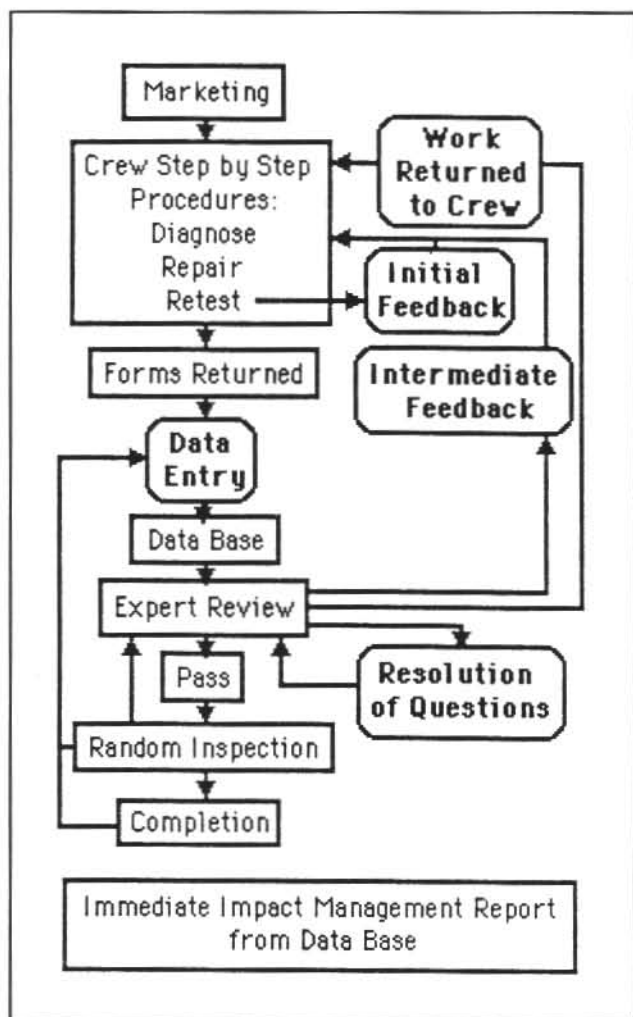 Marketing
Work
Returned
to Crew
Crew Step by Step
Procedures:
Diagnose
Repair
Retest
Initial
Feedback
Forms Returned
Intermediate
Feedback
Data
Entry
Data Base
Expert Review
Pass
Resolution
of Questions
Random Inspection
Completion
Immediate Impact Management Report
from Data Base